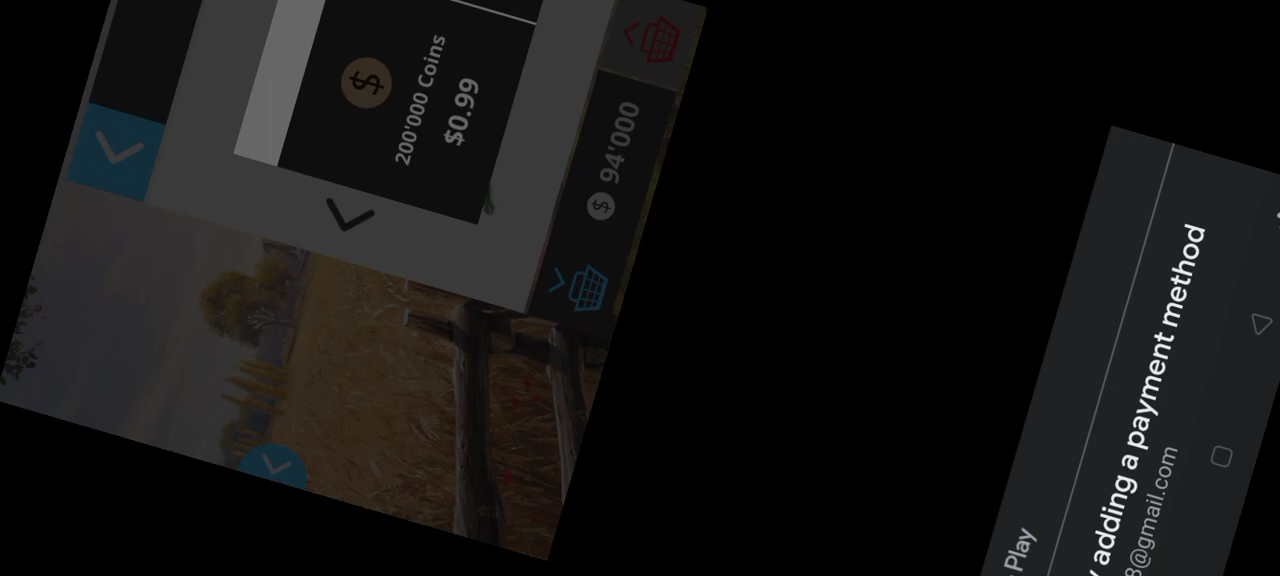 200'000 Coins
$0.99
94'000
Play
adding a payment method
8@gmail.com